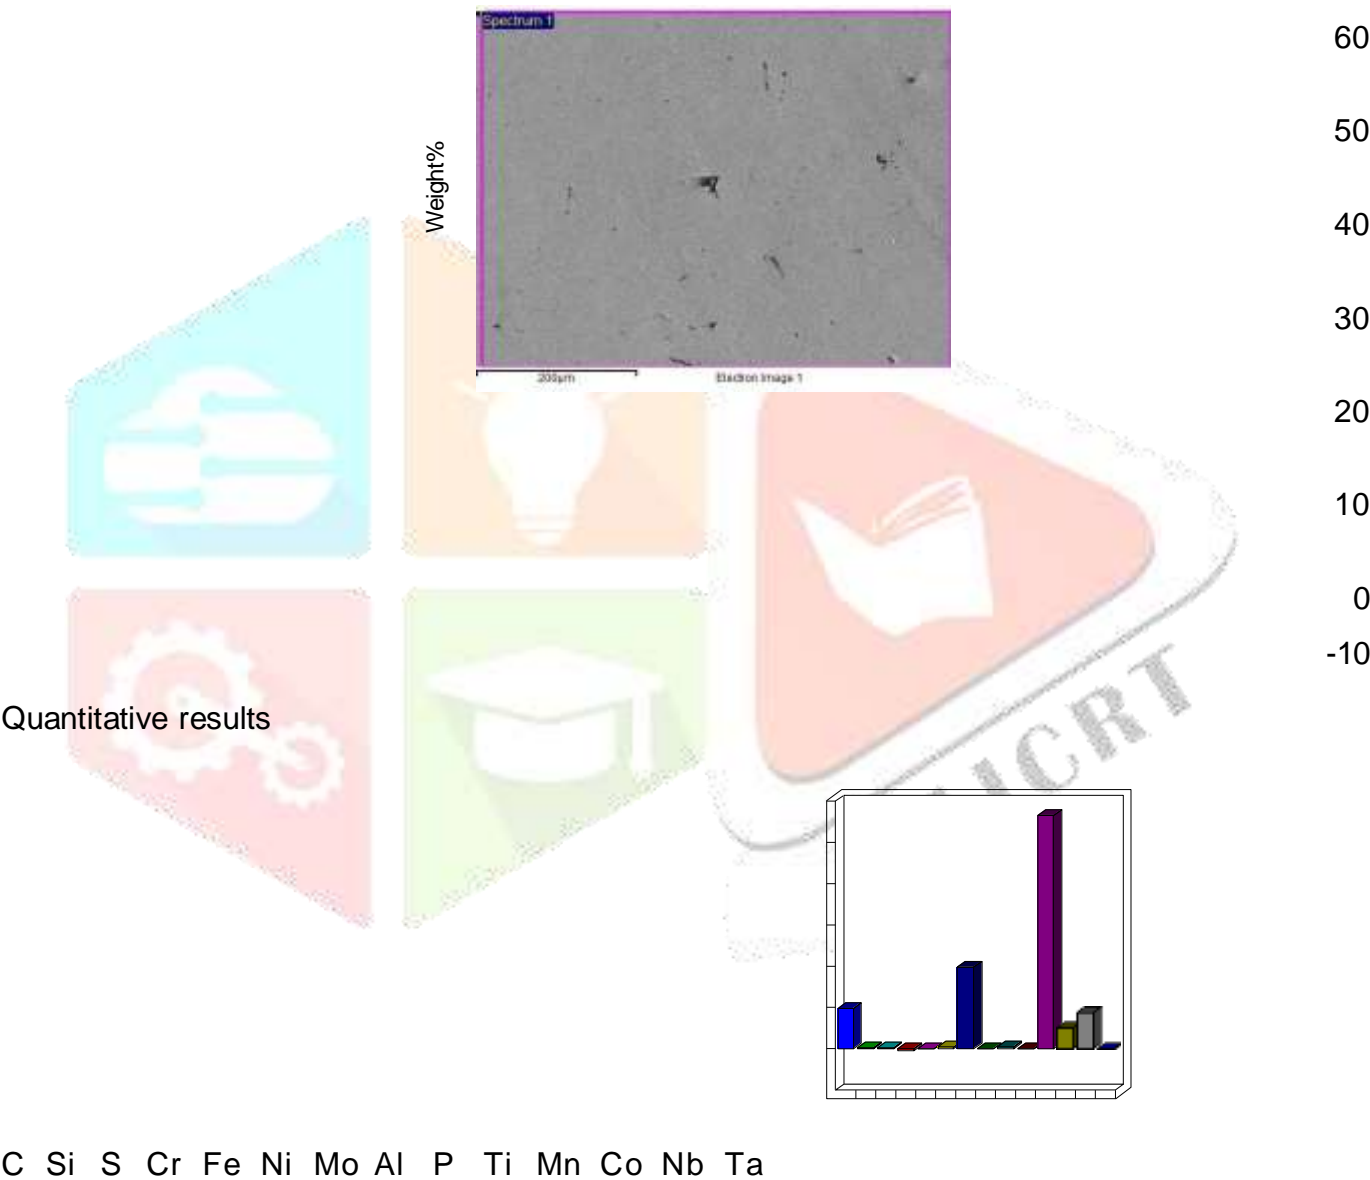 Spectrum 1
60
50
Weight%
40
30
200µm
Electron Image 1
20
10
0
-10
Quantitative results
IJCRT
C Si S Cr Fe Ni Mo Al P Ti Mn Co Nb Ta